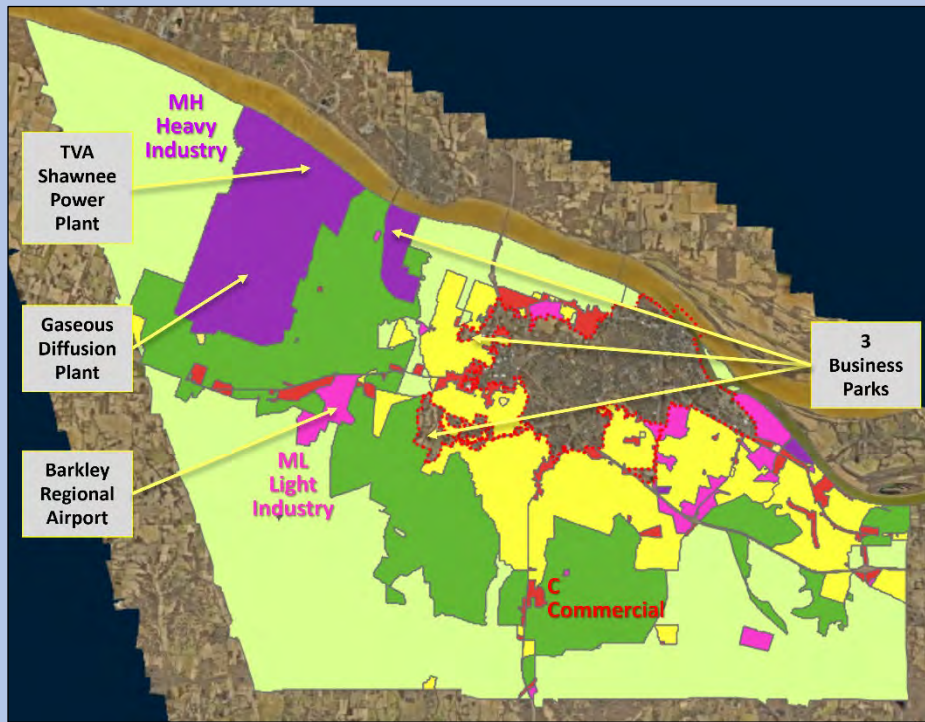 MH
Heavy
Industry
TVA
Shawnee
Power
Plant
Gaseous
Diffusion
Plant
3
Business
Parks
Barkley
Regional
Airport
ML
Light
Industry
C
Commercial